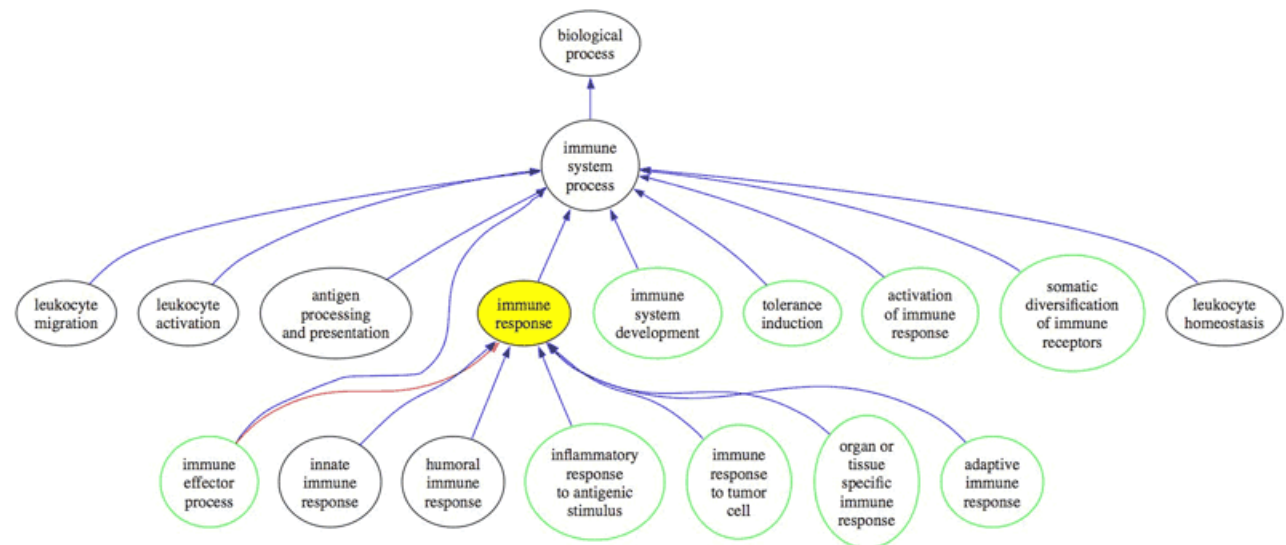 biological
process
immune
system
process
leukocyte
migration
leukocyte
activation
antigen
processing
and presentation
immune
response
immune
system
development
tolerance
induction
activation
of immune
response
somatic
diversification
of immune
receptors
leukocyte
homeostasis
immune
effector
process
innate
immune
response
humoral
immune
response
inflammatory
response
to antigenic
stimulus
immune
response
to tumor
cell
organ or
tissue
specific
immune
response
adaptive
immune
response